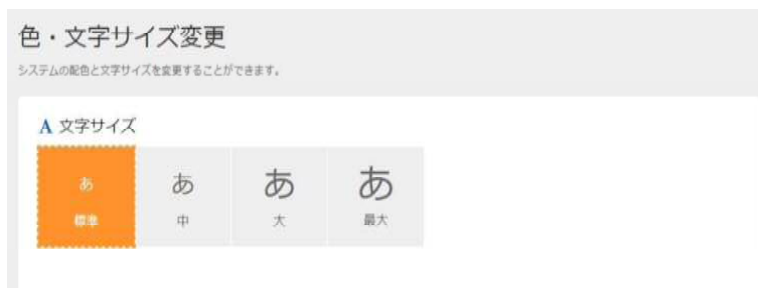 色・文字サイズ変更
システムの配色と文字サイズを変更することができます。
A 文字サイズ
あ あ あ あ
標準 中 大 最大